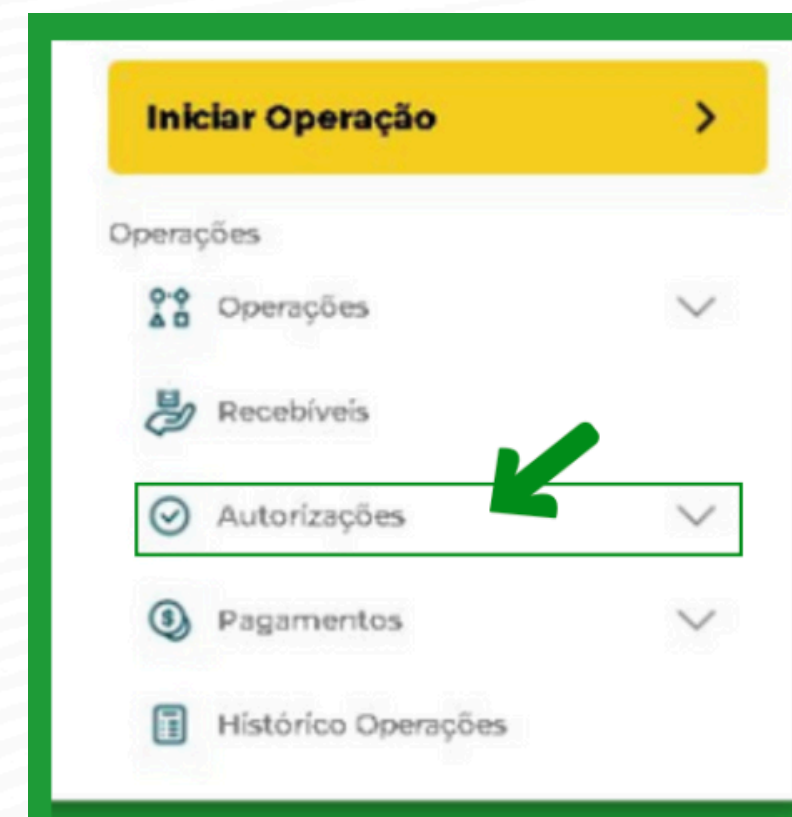 Iniciar Operação
Operações
Operações
Recebíveis
Autorizações
Pagamentos
Histórico Operações